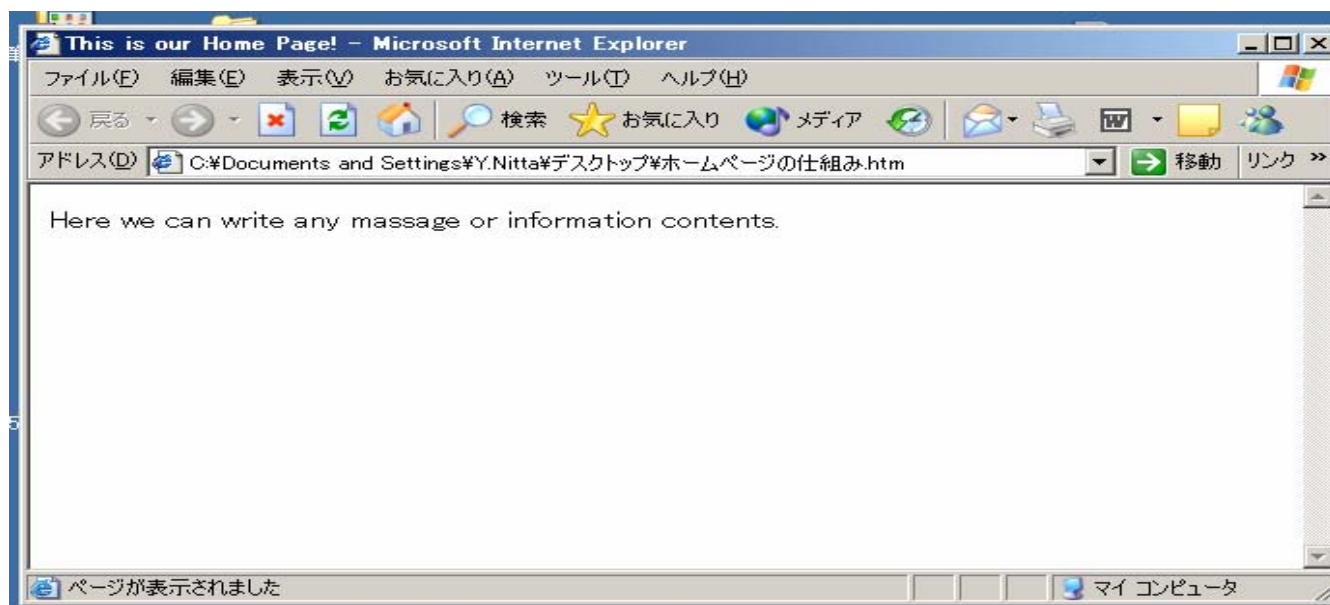 This is our Home Page! - Microsoft Internet Explorer
ファイル(F) 編集(E) 表示(V) お気に入り(A) ツール(T) ヘルプ(H)
戻る 検索 お気に入り メディア
アドレス(D) C:¥Documents and Settings¥Y.Nitta¥デスクトップ¥ホームページの仕組み.htm 移動 リンク »
Here we can write any massage or information contents.
ページが表示されました マイ コンピュータ